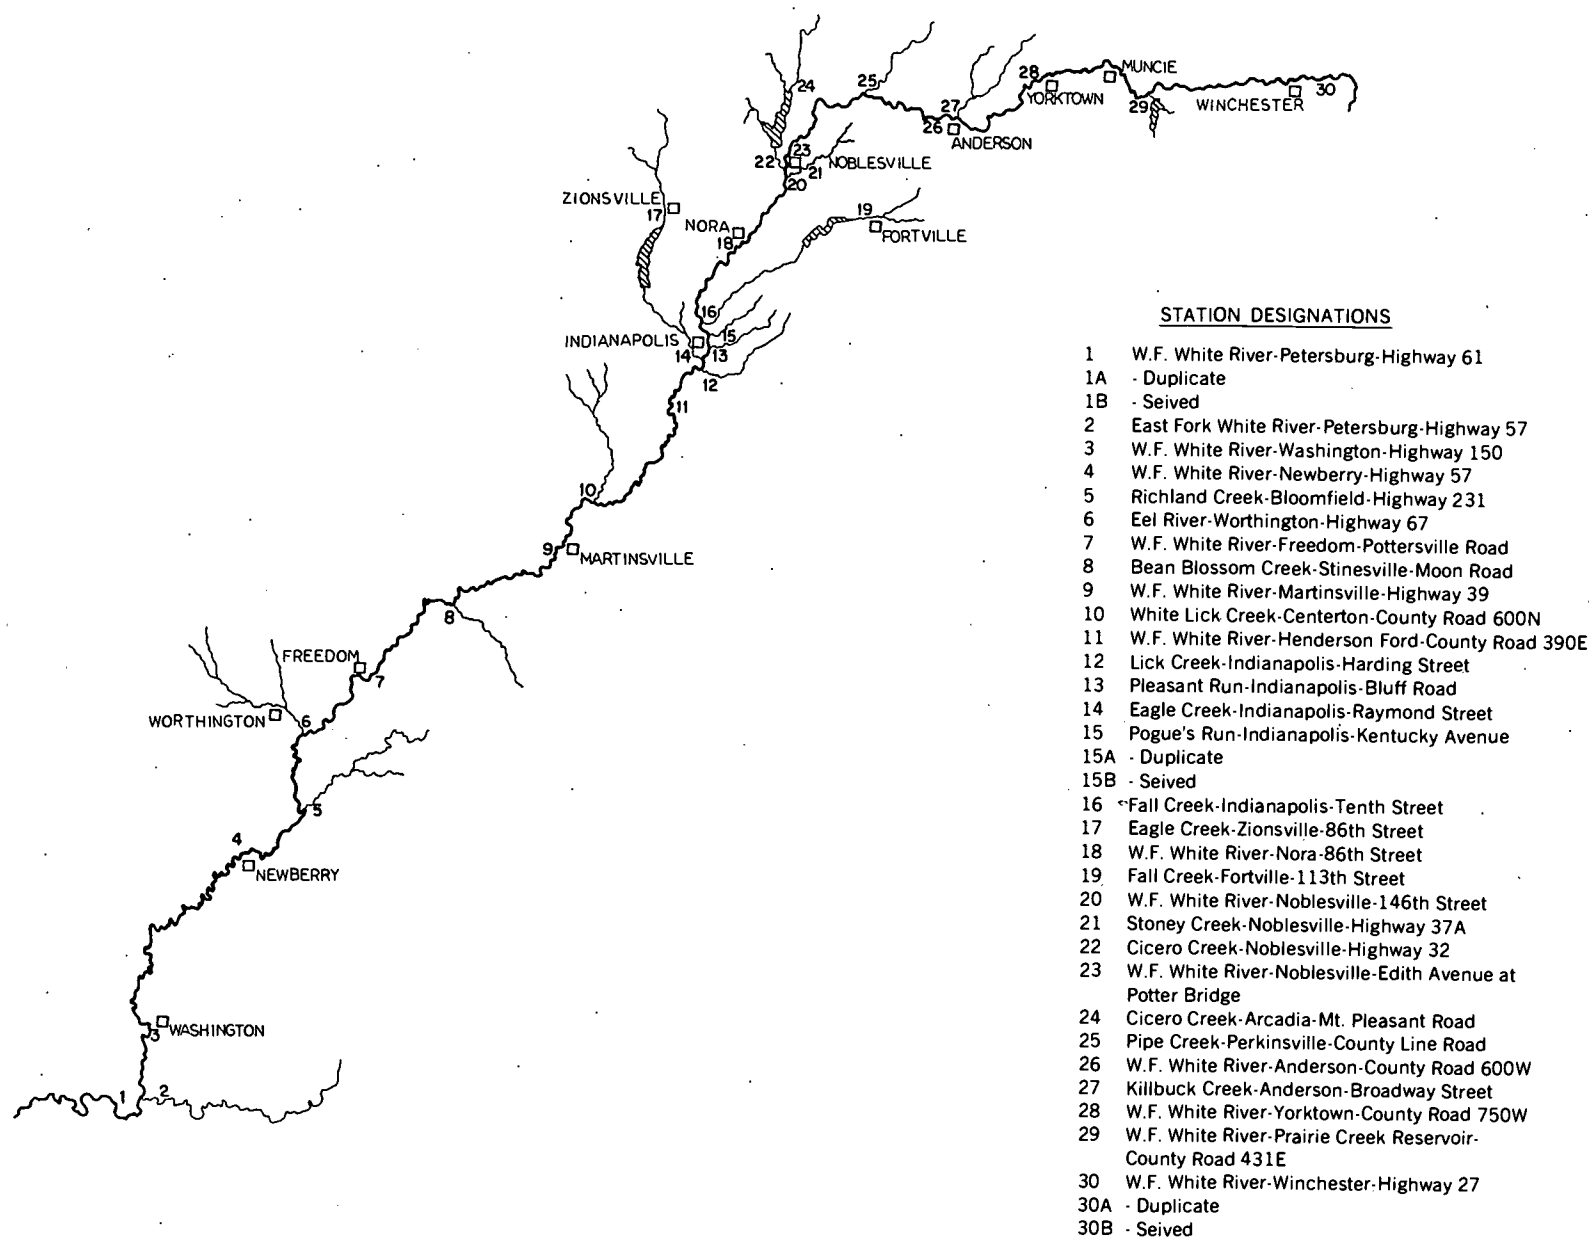 24
25
28
MUNCIE
YORKTOWN
29
WINCHESTER
30
27
26
ANDERSON
23
22
NOBLESVILLE
21
20
ZIONSVILLE
17
19
NORA
18
FORTVILLE
16
15
INDIANAPOLIS
14
13
12
11
10
9
MARTINSVILLE
8
FREEDOM
7
WORTHINGTON
6
5
4
NEWBERRY
3
WASHINGTON
1
2
STATION DESIGNATIONS
1 W.F. White River-Petersburg-Highway 61
1A - Duplicate
1B - Seived
2 East Fork White River-Petersburg-Highway 57
3 W.F. White River-Washington-Highway 150
4 W.F. White River-Newberry-Highway 57
5 Richland Creek-Bloomfield-Highway 231
6 Eel River-Worthington-Highway 67
7 W.F. White River-Freedom-Pottersville Road
8 Bean Blossom Creek-Stinesville-Moon Road
9 W.F. White River-Martinsville-Highway 39
10 White Lick Creek-Centerton-County Road 600N
11 W.F. White River-Henderson Ford-County Road 390E
12 Lick Creek-Indianapolis-Harding Street
13 Pleasant Run-Indianapolis-Bluff Road
14 Eagle Creek-Indianapolis-Raymond Street
15 Pogue's Run-Indianapolis-Kentucky Avenue
15A - Duplicate
15B - Seived
16 Fall Creek-Indianapolis-Tenth Street
17 Eagle Creek-Zionsville-86th Street
18 W.F. White River-Nora-86th Street
19 Fall Creek-Fortville-113th Street
20 W.F. White River-Noblesville-146th Street
21 Stoney Creek-Noblesville-Highway 37A
22 Cicero Creek-Noblesville-Highway 32
23 W.F. White River-Noblesville-Edith Avenue at
Potter Bridge
24 Cicero Creek-Arcadia-Mt. Pleasant Road
25 Pipe Creek-Perkinsville-County Line Road
26 W.F. White River-Anderson-County Road 600W
27 Killbuck Creek-Anderson-Broadway Street
28 W.F. White River-Yorktown-County Road 750W
29 W.F. White River-Prairie Creek Reservoir-
County Road 431E
30 W.F. White River-Winchester-Highway 27
30A - Duplicate
30B - Seived